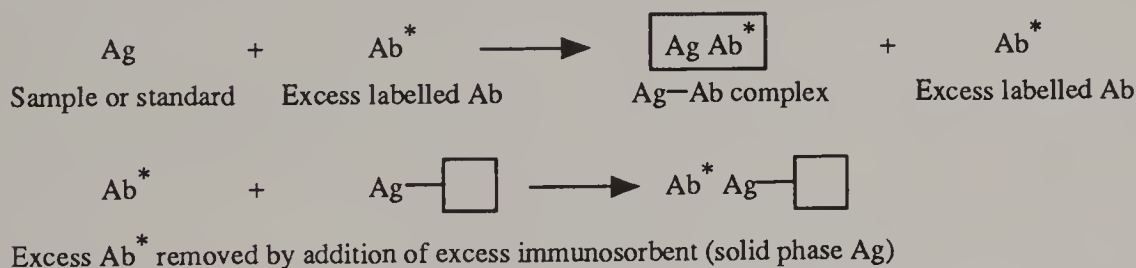 Ag + Ab* Ag Ab* + Ab*
Sample or standard Excess labelled Ab Ag—Ab complex Excess labelled Ab
Ab* + Ag Ab* Ag
Excess Ab* removed by addition of excess immunosorbent (solid phase Ag)